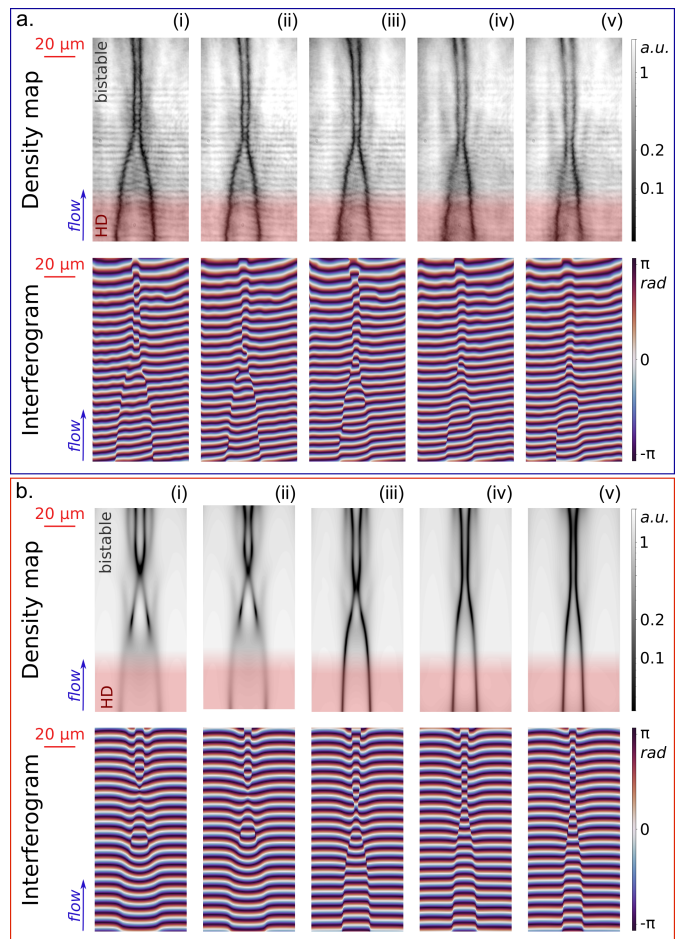 a.
(i) (ii) (iii) (iv) (v)
20 μm
Density map
bistable
flow
HD
a.u.
1
0.2
0.1
20 μm
Interferogram
flow
π
rad
0
-π
b.
(i) (ii) (iii) (iv) (v)
20 μm
Density map
bistable
flow
HD
a.u.
1
0.2
0.1
20 μm
Interferogram
flow
π
rad
0
-π